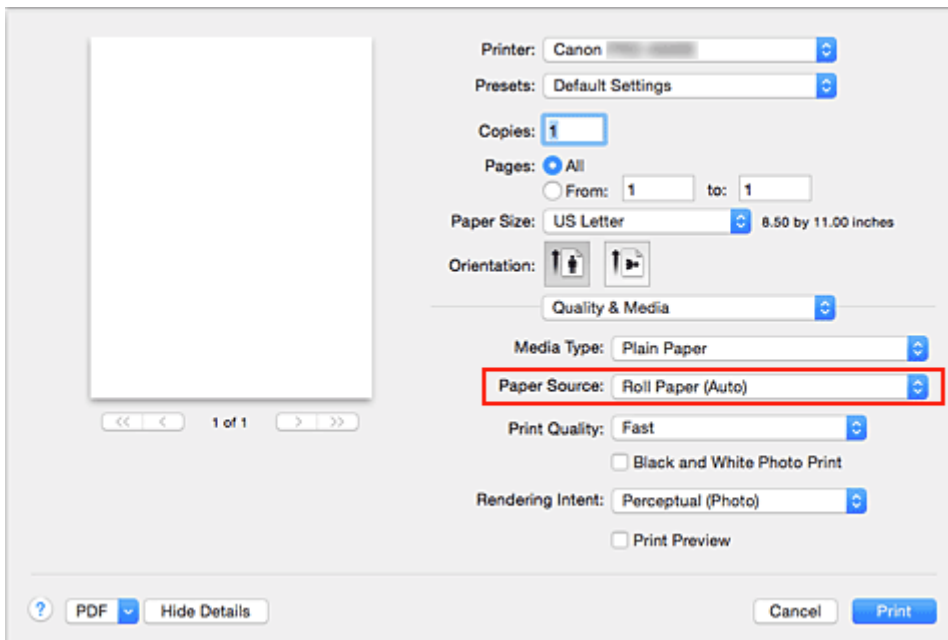 Printer: Canon
Presets: Default Settings
Copies: 1
Pages: All
From: 1 to: 1
Paper Size: US Letter 8.50 by 11.00 inches
Orientation:
Quality & Media
Media Type: Plain Paper
Paper Source: Roll Paper (Auto)
1 of 1
Print Quality: Fast
Black and White Photo Print
Rendering Intent: Perceptual (Photo)
Print Preview
? PDF Hide Details Cancel Print